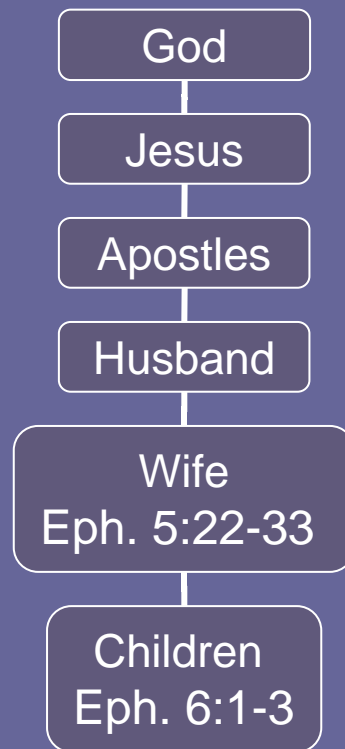 God
Jesus
Apostles
Husband
Wife
Eph. 5:22-33
Children
Eph. 6:1-3